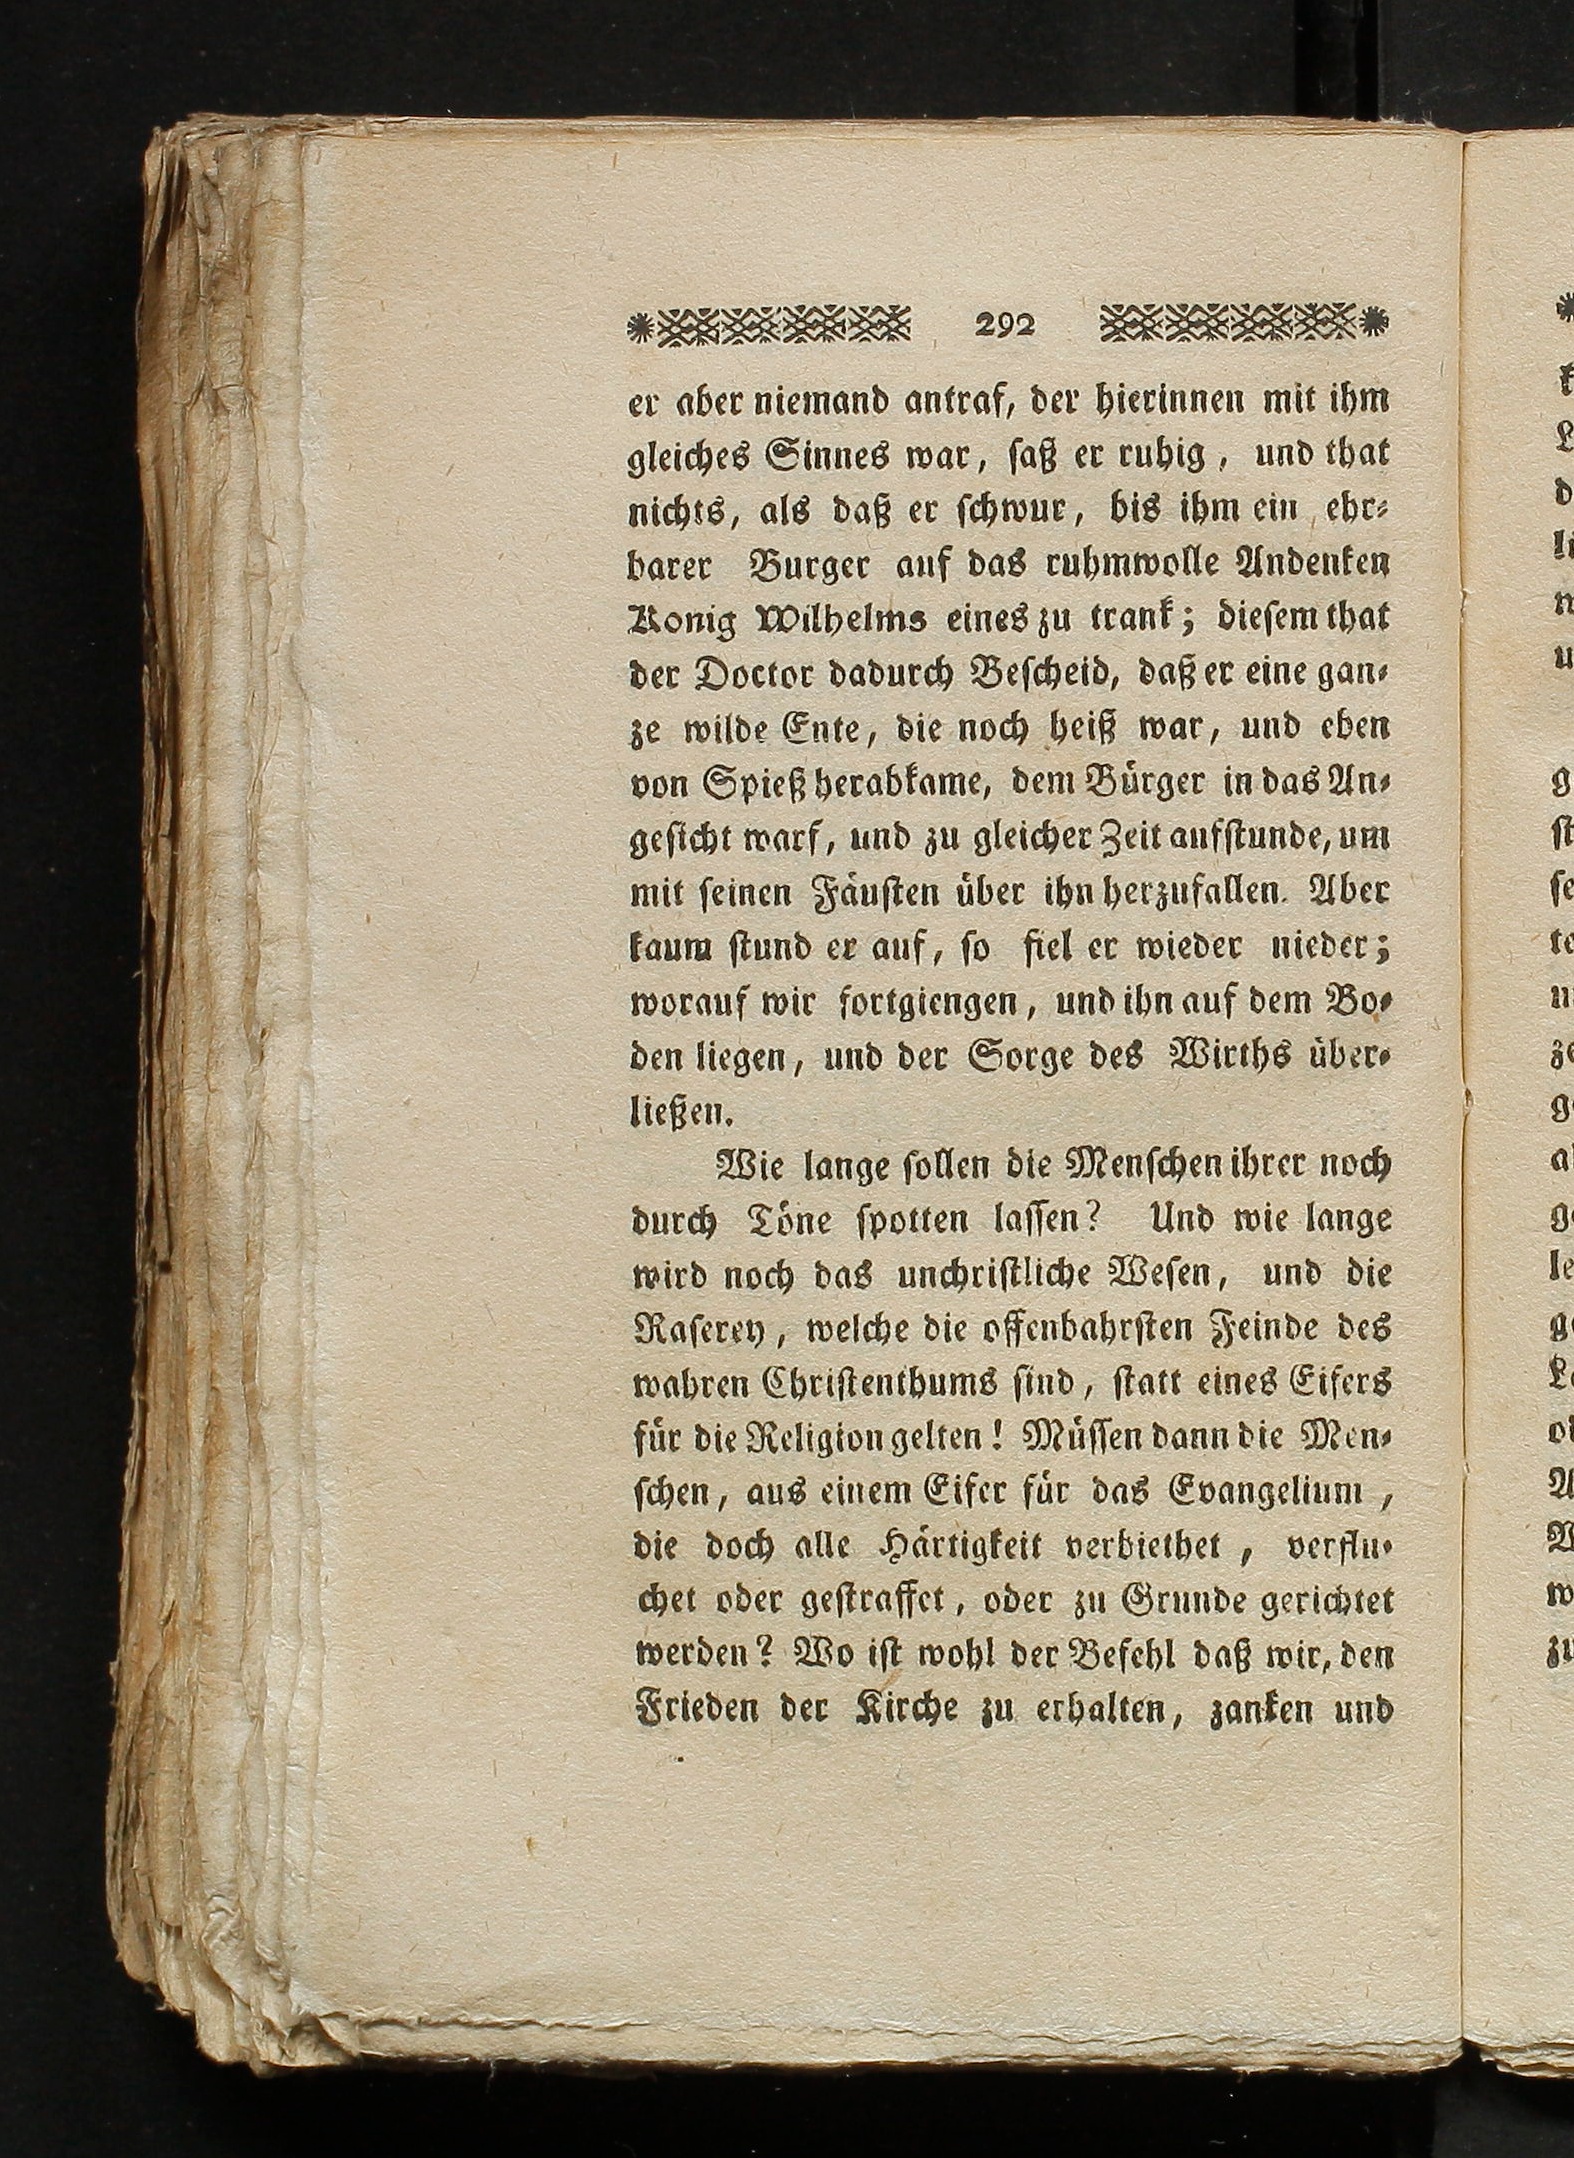 292
er aber niemand antraf, der hierinnen mit ihm
gleiches Sinnes war, ſaß er ruhig, und that
nichts, als daß er ſchwur, bis ihm ein ehr⸗
barer Burger auf das ruhmwolle Andenken
Konig Wilhelms eines zu trank; dieſem that
der Doctor dadurch Beſcheid, daß er eine gan⸗
ze wilde Ente, die noch heiß war, und eben
von Spieß herabkame, dem Bürger in das An⸗
geſicht warf, und zu gleicher Zeit aufſtunde, um
mit ſeinen Fäuſten über ihn herzufallen. Aber
kaum ſtund er auf, ſo fiel er wieder nieder;
worauf wir fortgiengen, und ihn auf dem Bo⸗
den liegen, und der Sorge des Wirths über⸗
ließen.
Wie lange ſollen die Menſchen ihrer noch
durch Töne ſpotten laſſen? Und wie lange
wird noch das unchriſtliche Weſen, und die
Raſerey, welche die offenbahrſten Feinde des
wahren Chriſtenthums ſind, ſtatt eines Eifers
für die Religion gelten! Müſſen dann die Men⸗
ſchen, aus einem Eifer für das Evangelium,
die doch alle Härtigkeit verbiethet, verflu⸗
chet oder geſtraffet, oder zu Grunde gerichtet
werden? Wo iſt wohl der Befehl daß wir, den
Frieden der Kirche zu erhalten, zanken und